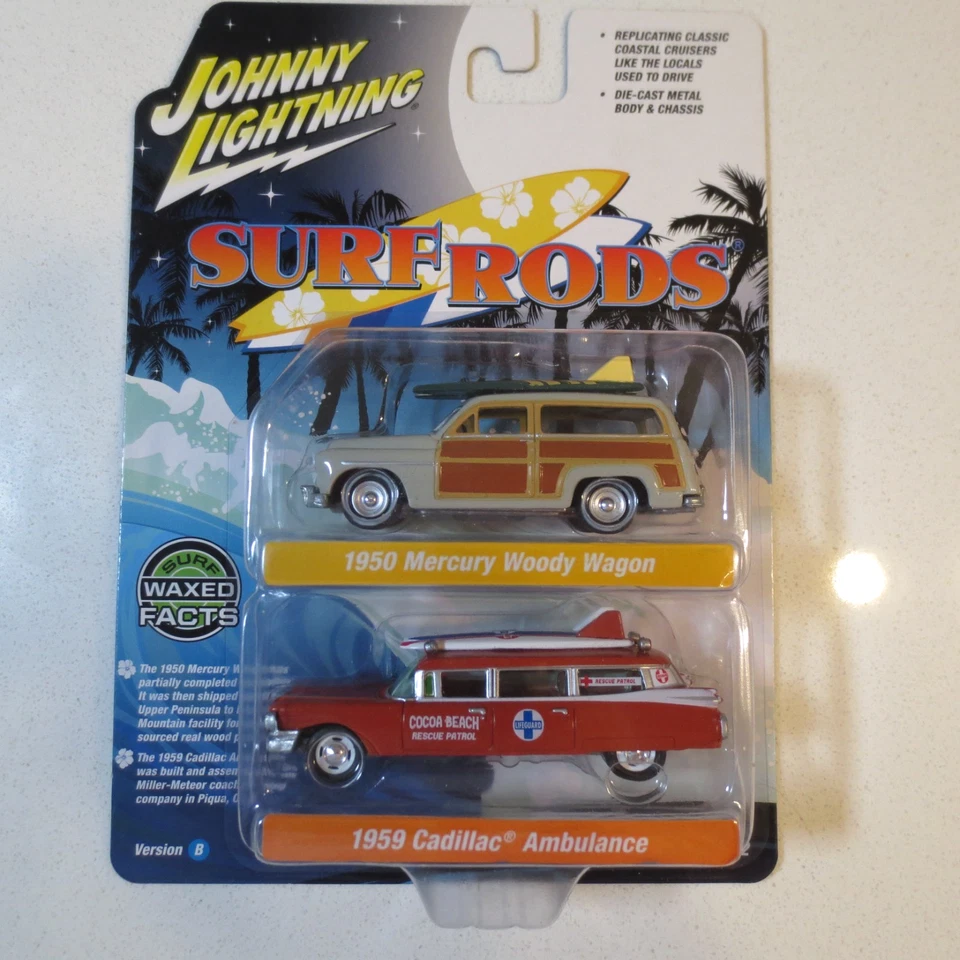 JOHNNY
LIGHTNING®
• REPLICATING CLASSIC
COASTAL CRUISERS
LIKE THE LOCALS
USED TO DRIVE
• DIE-CAST METAL
BODY & CHASSIS
SURF RODS®
1950 Mercury Woody Wagon
SURF
WAXED
FACTS
The 1950 Mercury
partially completed
It was then shipped
Upper Peninsula to
Mountain facility for
sourced real wood
The 1959 Cadillac
was built and
Miller-Meteor
company in Piqua,
COCOA BEACH
RESCUE PATROL
LIFEGUARD
RESCUE PATROL
1959 Cadillac® Ambulance
Version B